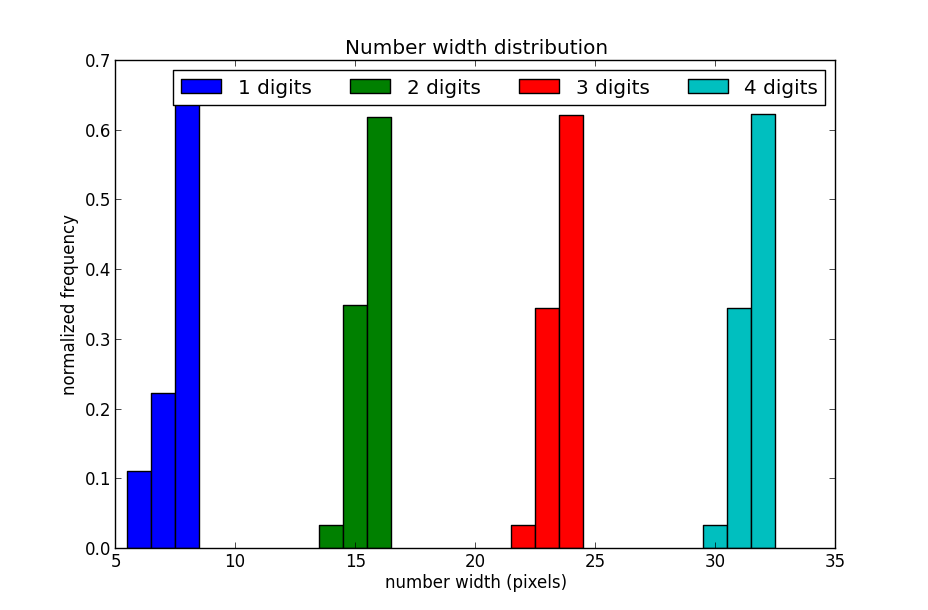 Number width distribution
0.7
1 digits 2 digits 3 digits 4 digits
0.6
0.5
0.4
0.3
0.2
0.1
0.0
normalized frequency
5 10 15 20 25 30 35
number width (pixels)